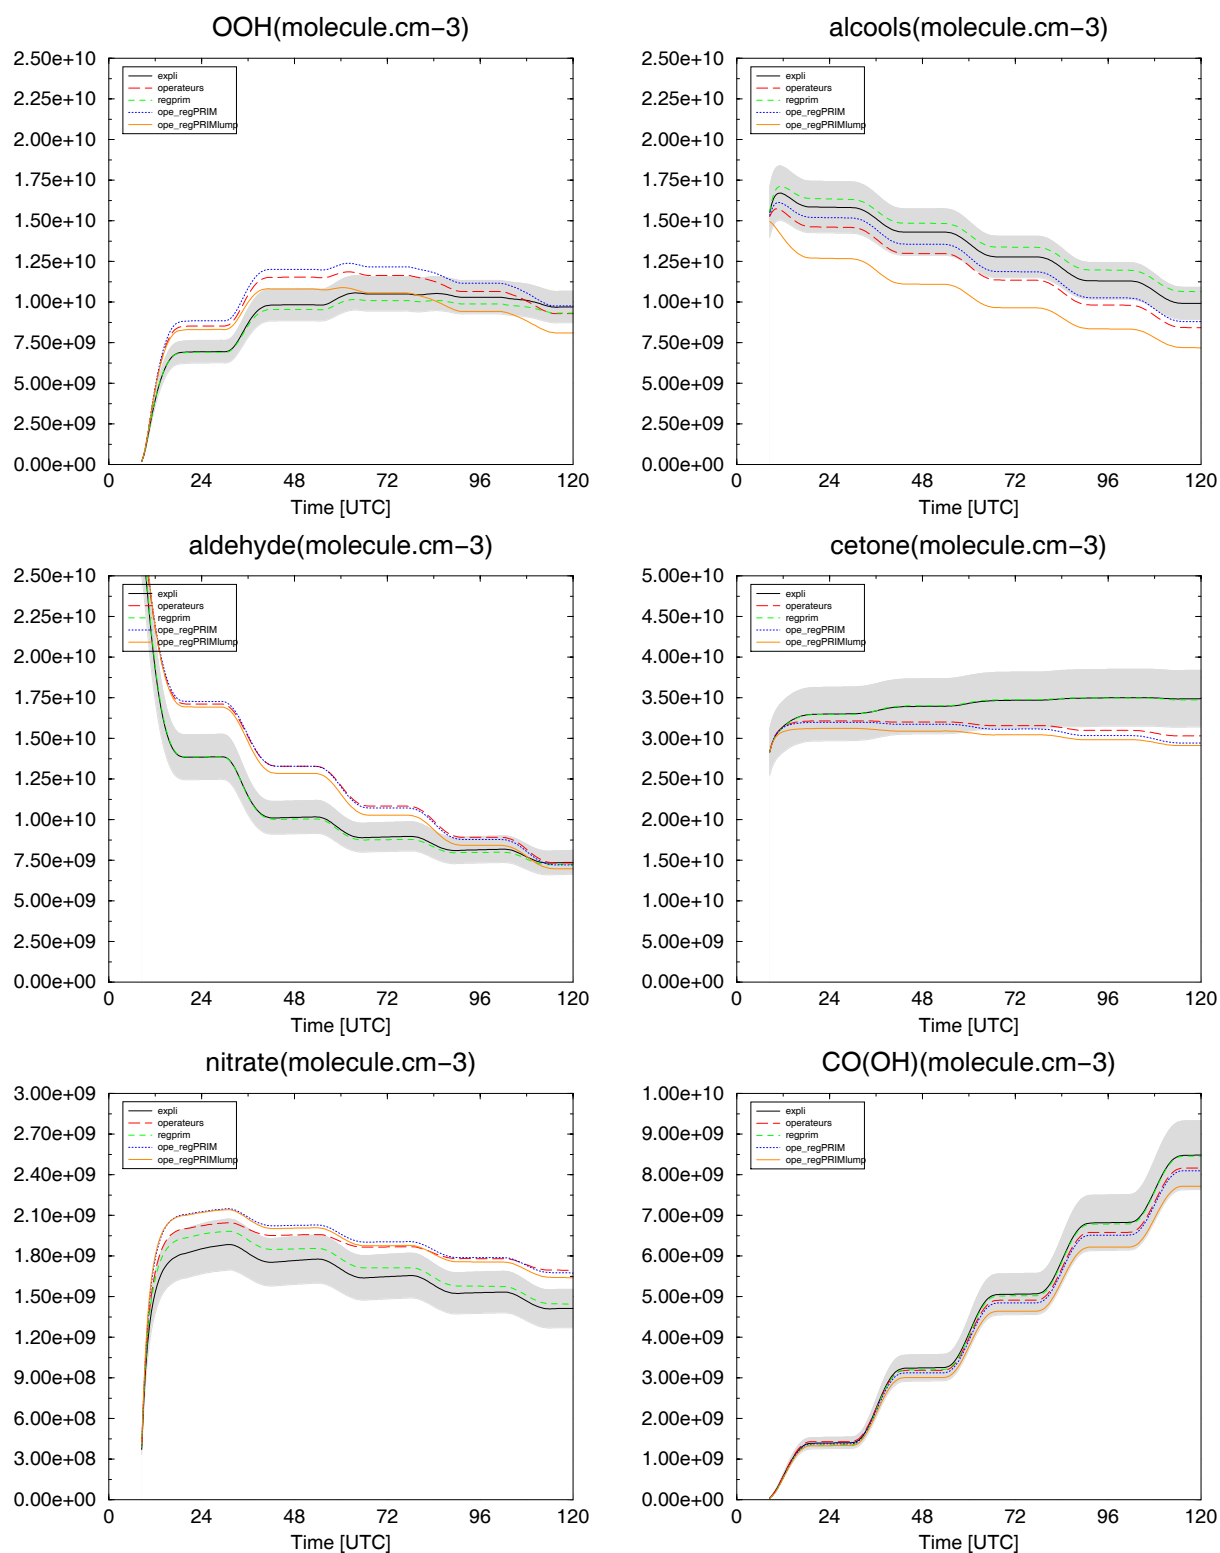 OOH(molecule.cm−3)
2.50e+10
2.25e+10
2.00e+10
1.75e+10
1.50e+10
1.25e+10
1.00e+10
7.50e+09
5.00e+09
2.50e+09
0.00e+00
expli
operateurs
regprim
ope_regPRIM
ope_regPRIMlump
0 24 48 72 96 120
Time [UTC]
alcools(molecule.cm−3)
2.50e+10
2.25e+10
2.00e+10
1.75e+10
1.50e+10
1.25e+10
1.00e+10
7.50e+09
5.00e+09
2.50e+09
0.00e+00
expli
operateurs
regprim
ope_regPRIM
ope_regPRIMlump
0 24 48 72 96 120
Time [UTC]
aldehyde(molecule.cm−3)
2.50e+10
2.25e+10
2.00e+10
1.75e+10
1.50e+10
1.25e+10
1.00e+10
7.50e+09
5.00e+09
2.50e+09
0.00e+00
expli
operateurs
regprim
ope_regPRIM
ope_regPRIMlump
0 24 48 72 96 120
Time [UTC]
cetone(molecule.cm−3)
5.00e+10
4.50e+10
4.00e+10
3.50e+10
3.00e+10
2.50e+10
2.00e+10
1.50e+10
1.00e+10
5.00e+09
0.00e+00
expli
operateurs
regprim
ope_regPRIM
ope_regPRIMlump
0 24 48 72 96 120
Time [UTC]
nitrate(molecule.cm−3)
3.00e+09
2.70e+09
2.40e+09
2.10e+09
1.80e+09
1.50e+09
1.20e+09
9.00e+08
6.00e+08
3.00e+08
0.00e+00
expli
operateurs
regprim
ope_regPRIM
ope_regPRIMlump
0 24 48 72 96 120
Time [UTC]
CO(OH)(molecule.cm−3)
1.00e+10
9.00e+09
8.00e+09
7.00e+09
6.00e+09
5.00e+09
4.00e+09
3.00e+09
2.00e+09
1.00e+09
0.00e+00
expli
operateurs
regprim
ope_regPRIM
ope_regPRIMlump
0 24 48 72 96 120
Time [UTC]